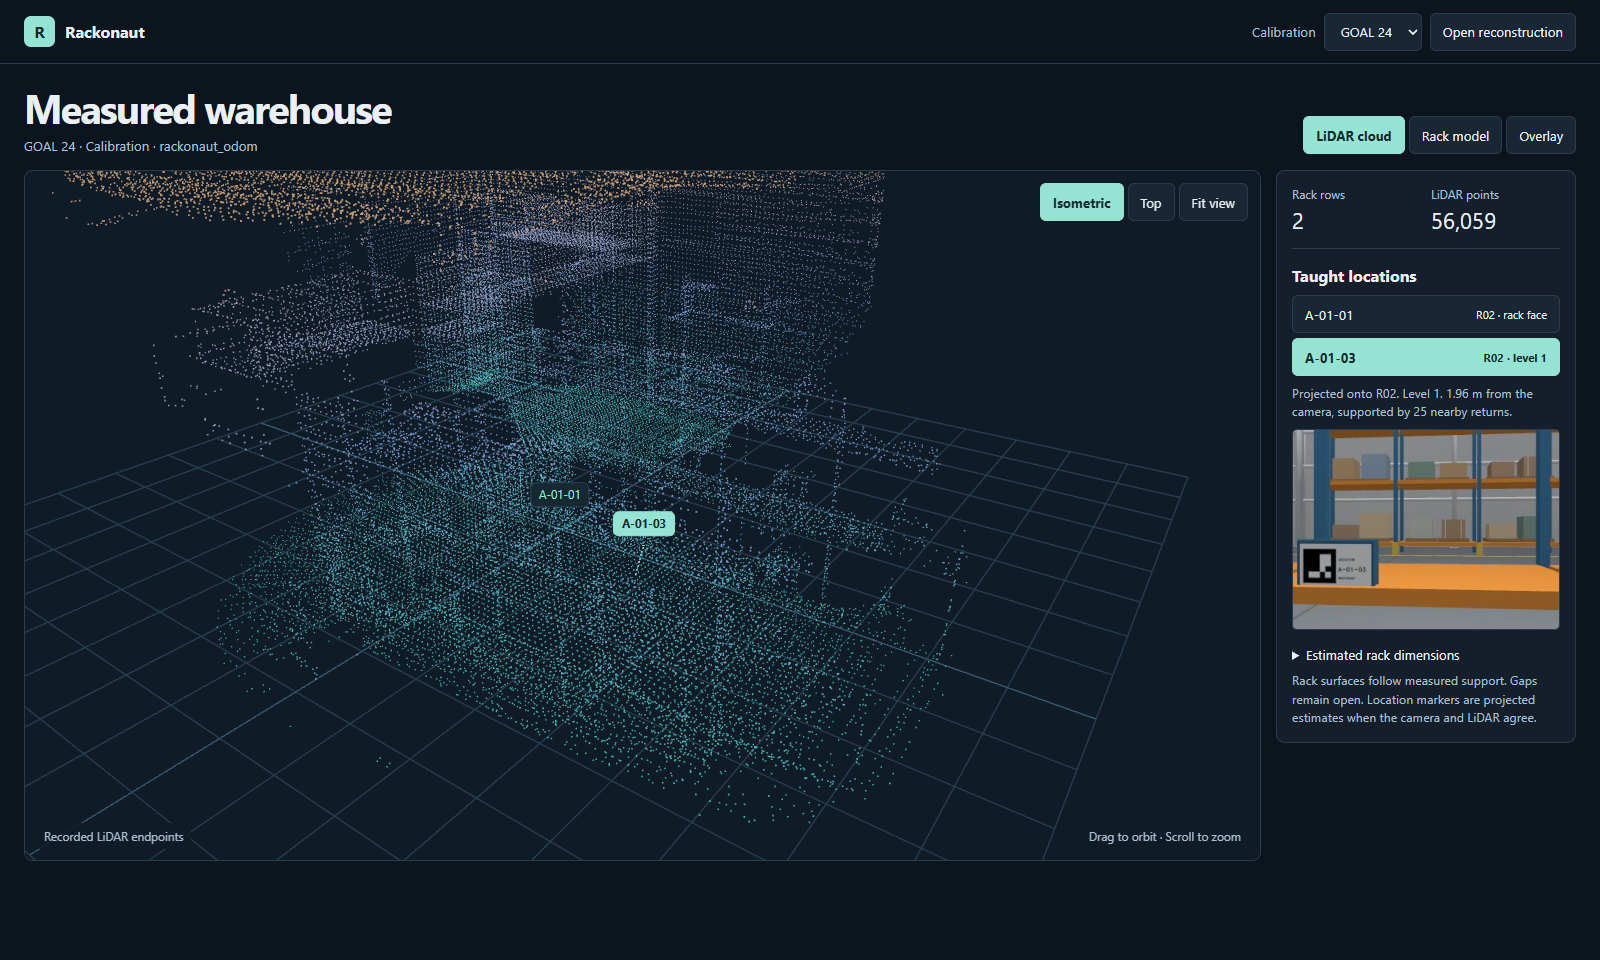 R Rackonaut
Calibration GOAL 24 Open reconstruction
Measured warehouse
GOAL 24 · Calibration · rackonaut_odom
LiDAR cloud Rack model Overlay
Isometric Top Fit view
A-01-01
A-01-03
Recorded LiDAR endpoints
Drag to orbit · Scroll to zoom
Rack rows LiDAR points
2 56,059
Taught locations
A-01-01 R02 · rack face
A-01-03 R02 · level 1
Projected onto R02. Level 1. 1.96 m from the
camera, supported by 25 nearby returns.
A-01-03
Estimated rack dimensions
Rack surfaces follow measured support. Gaps
remain open. Location markers are projected
estimates when the camera and LiDAR agree.